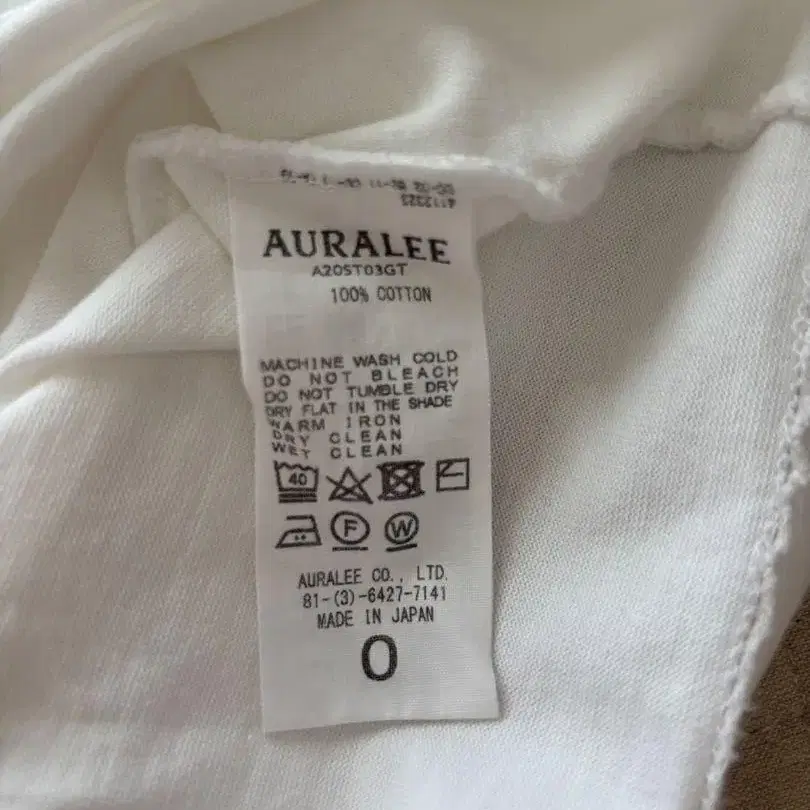 AURALEE
A20ST03GT
100% COTTON
MACHINE WASH COLD
DO NOT BLEACH
DO NOT TUMBLE DRY
DRY FLAT IN THE SHADE
WARM IRON
DRY CLEAN
WET CLEAN
40
F W
AURALEE CO., LTD.
81-(3)-6427-7141
MADE IN JAPAN
0